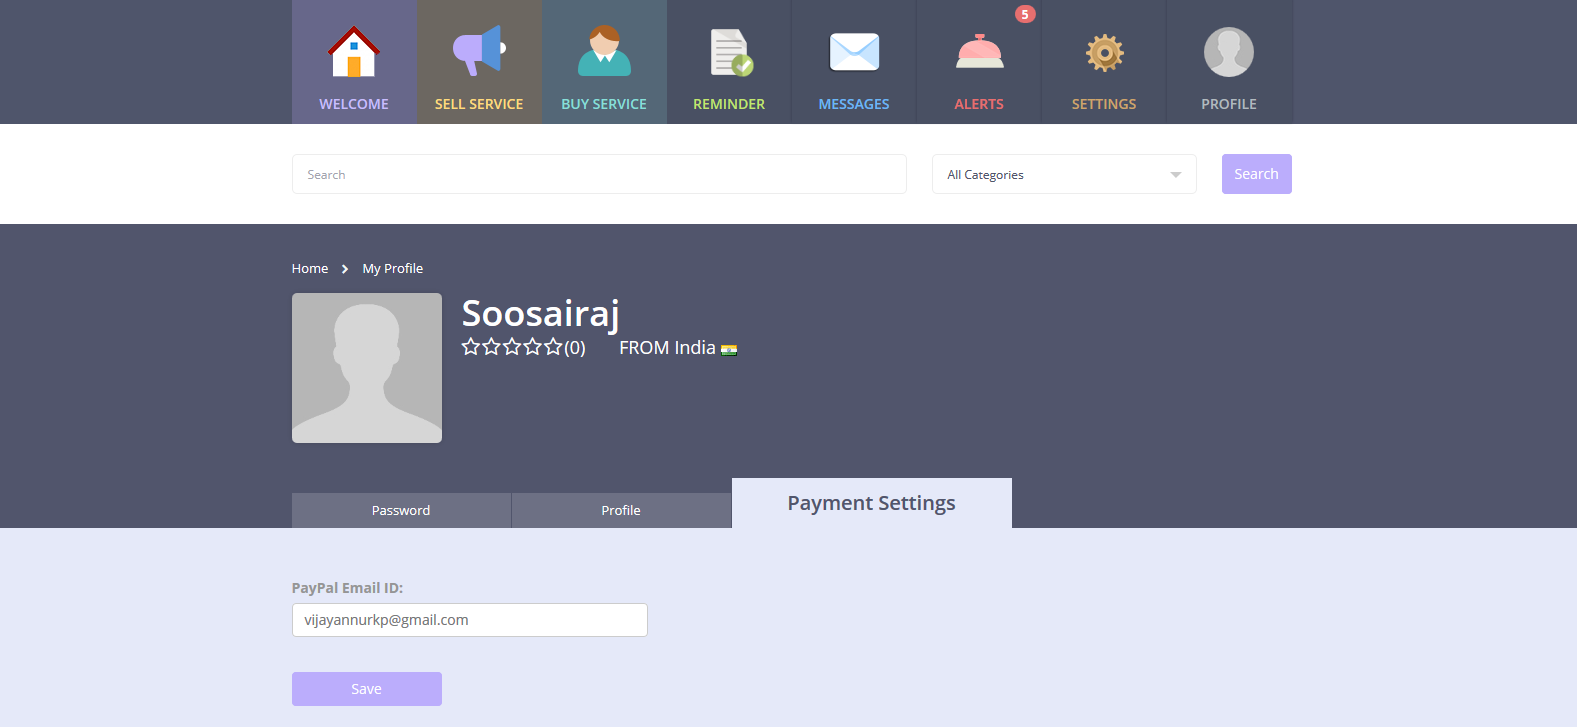 5
WELCOME SELL SERVICE BUY SERVICE REMINDER MESSAGES ALERTS SETTINGS PROFILE
Search All Categories Search
Home My Profile
Soosairaj
(0) FROM India
Password Profile Payment Settings
PayPal Email ID:
vijayannurkp@gmail.com
Save